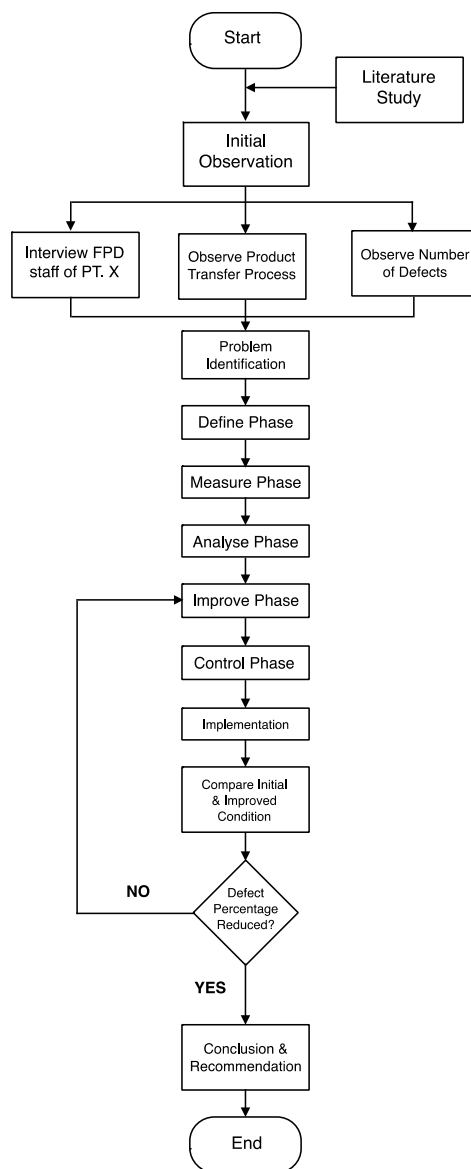 Start
Literature
Study
Initial
Observation
Interview FPD
staff of PT. X
Observe Product
Transfer Process
Observe Number
of Defects
Problem
Identification
Define Phase
Measure Phase
Analyse Phase
Improve Phase
Control Phase
Implementation
Compare Initial
& Improved
Condition
NO
Defect
Percentage
Reduced?
YES
Conclusion &
Recommendation
End